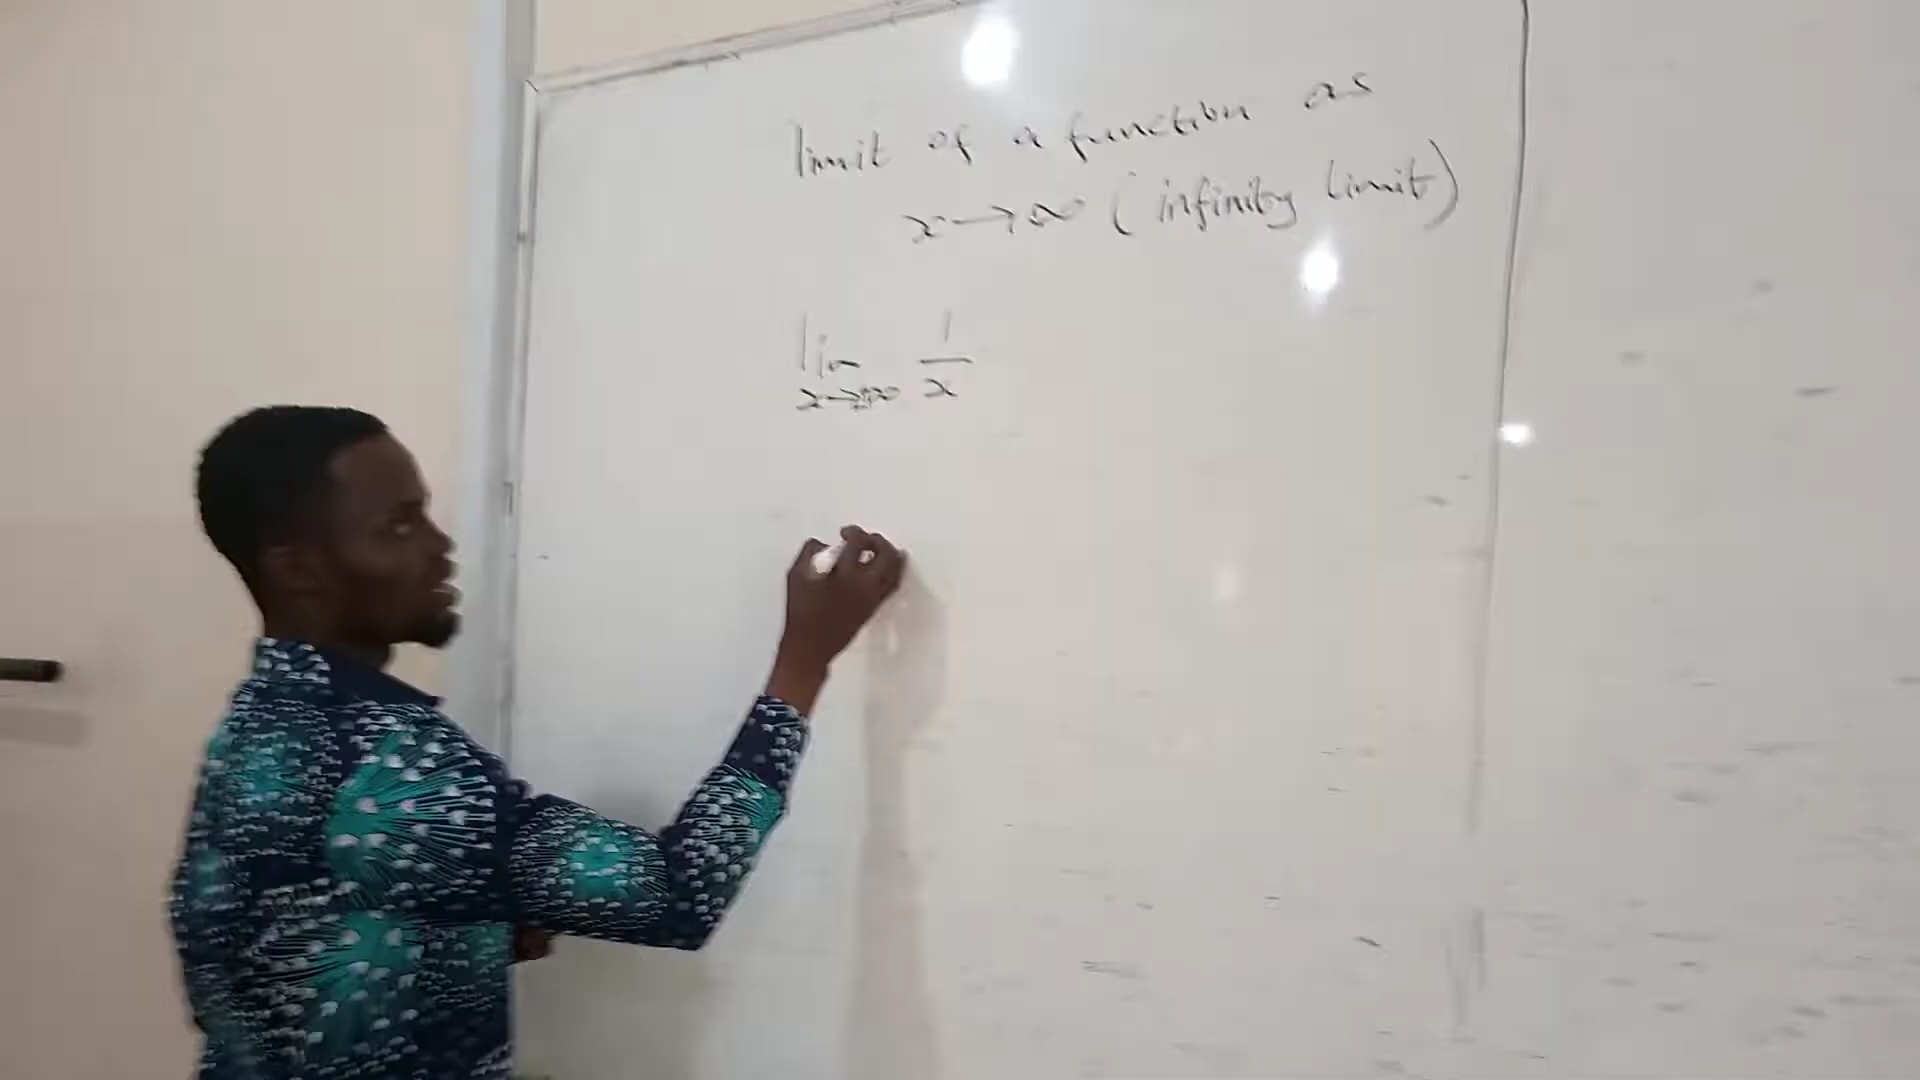 limit of a function as
x→∞ (infinity limit)
lim 1/x
x→∞